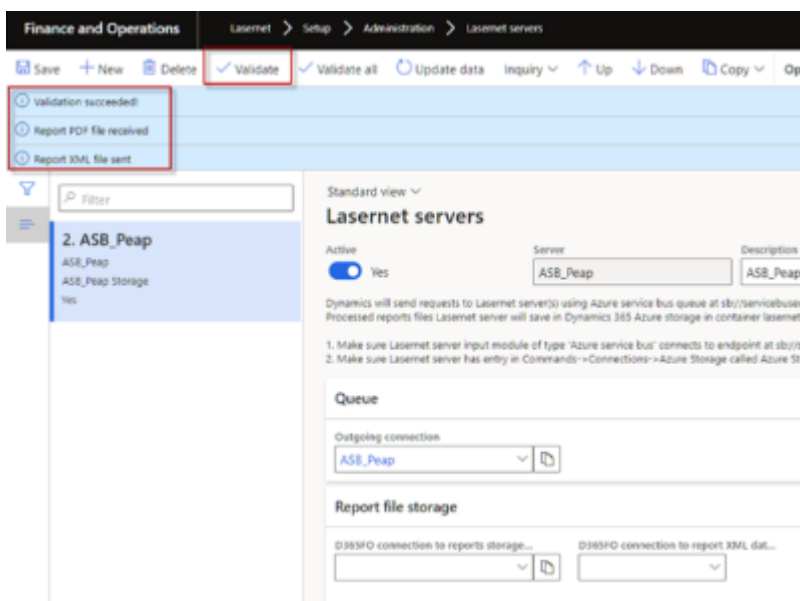 Finance and Operations Lasernet > Setup > Administration > Lasernet servers
Save New Delete Validate Validate all Update data Inquiry Up Down Copy Op
Validation succeeded!
Report PDF file received
Report XML file sent
Filter
2. ASB_Peap
ASB_Peap
ASB_Peap Storage
Yes
Standard view
Lasernet servers
Active Server Description
Yes ASB_Peap ASB_Peap
Dynamics will send requests to Lasernet server(s) using Azure service bus queue at sb://servicebuse
Processed reports files Lasernet server will save in Dynamics 365 Azure storage in container lasernet
1. Make sure Lasernet server input module of type 'Azure service bus' connects to endpoint at sb://s
2. Make sure Lasernet server has entry in Commands->Connections->Azure Storage called Azure St
Queue
Outgoing connection
ASB_Peap
Report file storage
D365FO connection to reports storage... D365FO connection to report XML dat...